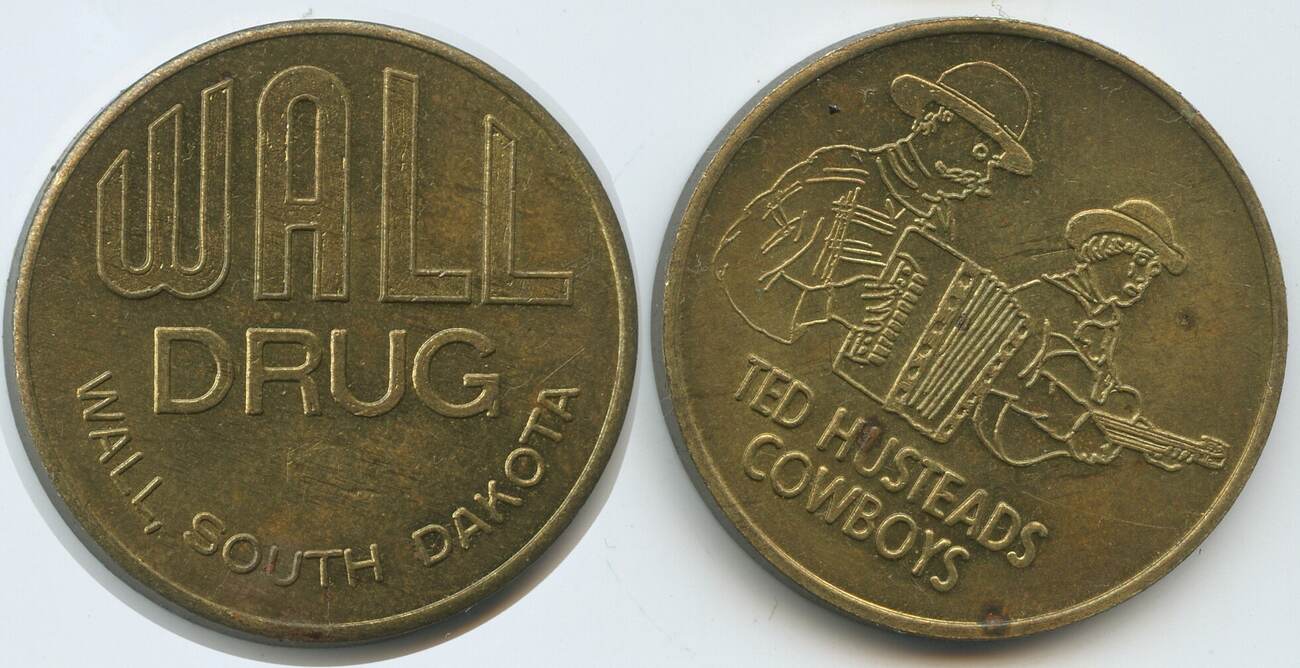 WALL
DRUG
WALL, SOUTH DAKOTA
TED HUSTEADS
COWBOYS